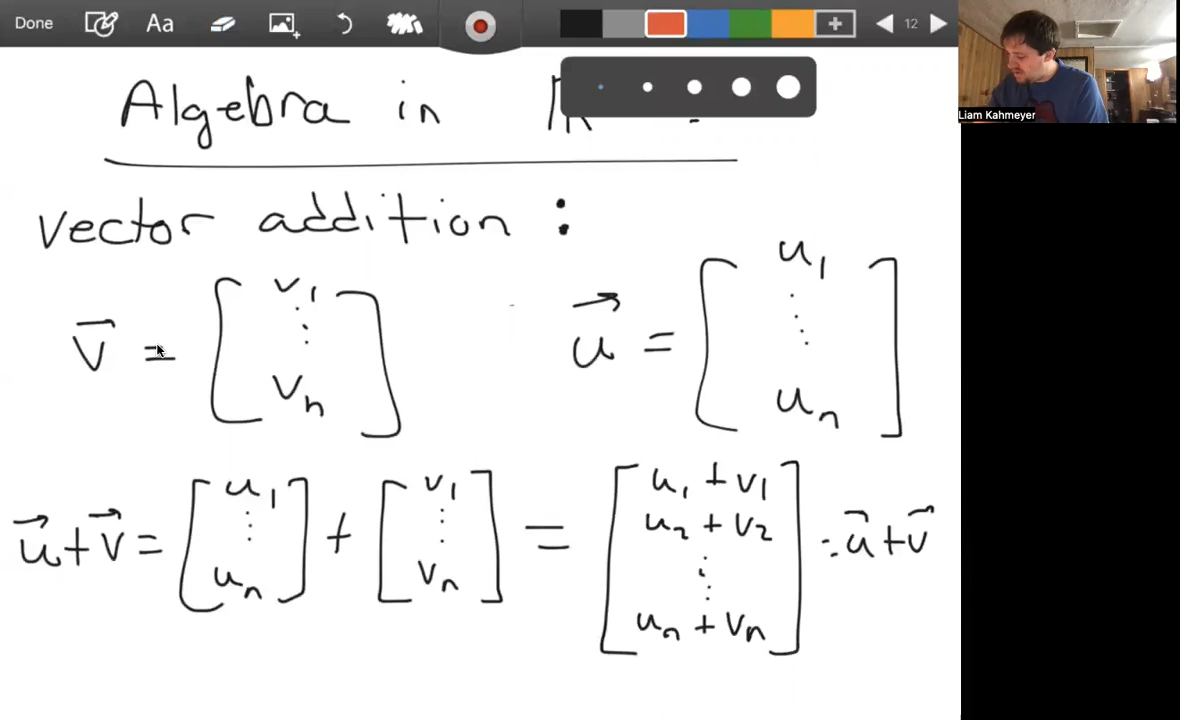 Done Aa 12
Liam Kahmeyer
Algebra in ℝ
vector addition :
v⃗ = [ v₁ ⋮ vₙ ] u⃗ = [ u₁ ⋮ uₙ ]
u⃗ + v⃗ = [ u₁ ⋮ uₙ ] + [ v₁ ⋮ vₙ ] = [ u₁ + v₁ u₂ + v₂ ⋮ uₙ + vₙ ] = u⃗ + v⃗